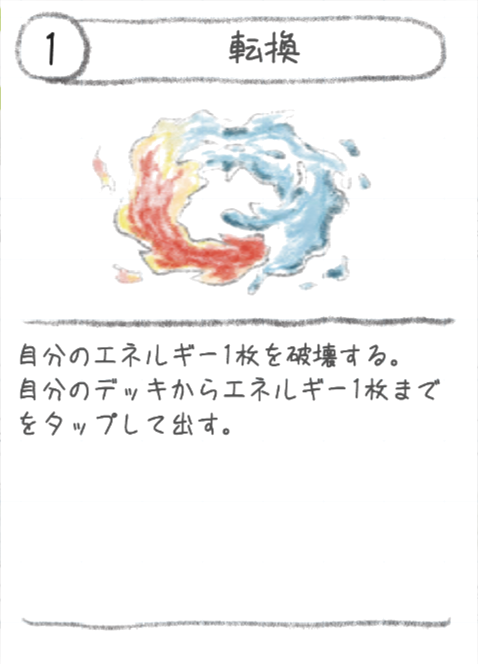 1
転換
自分のエネルギー1枚を破壊する。
自分のデッキからエネルギー1枚まで
をタップして出す。